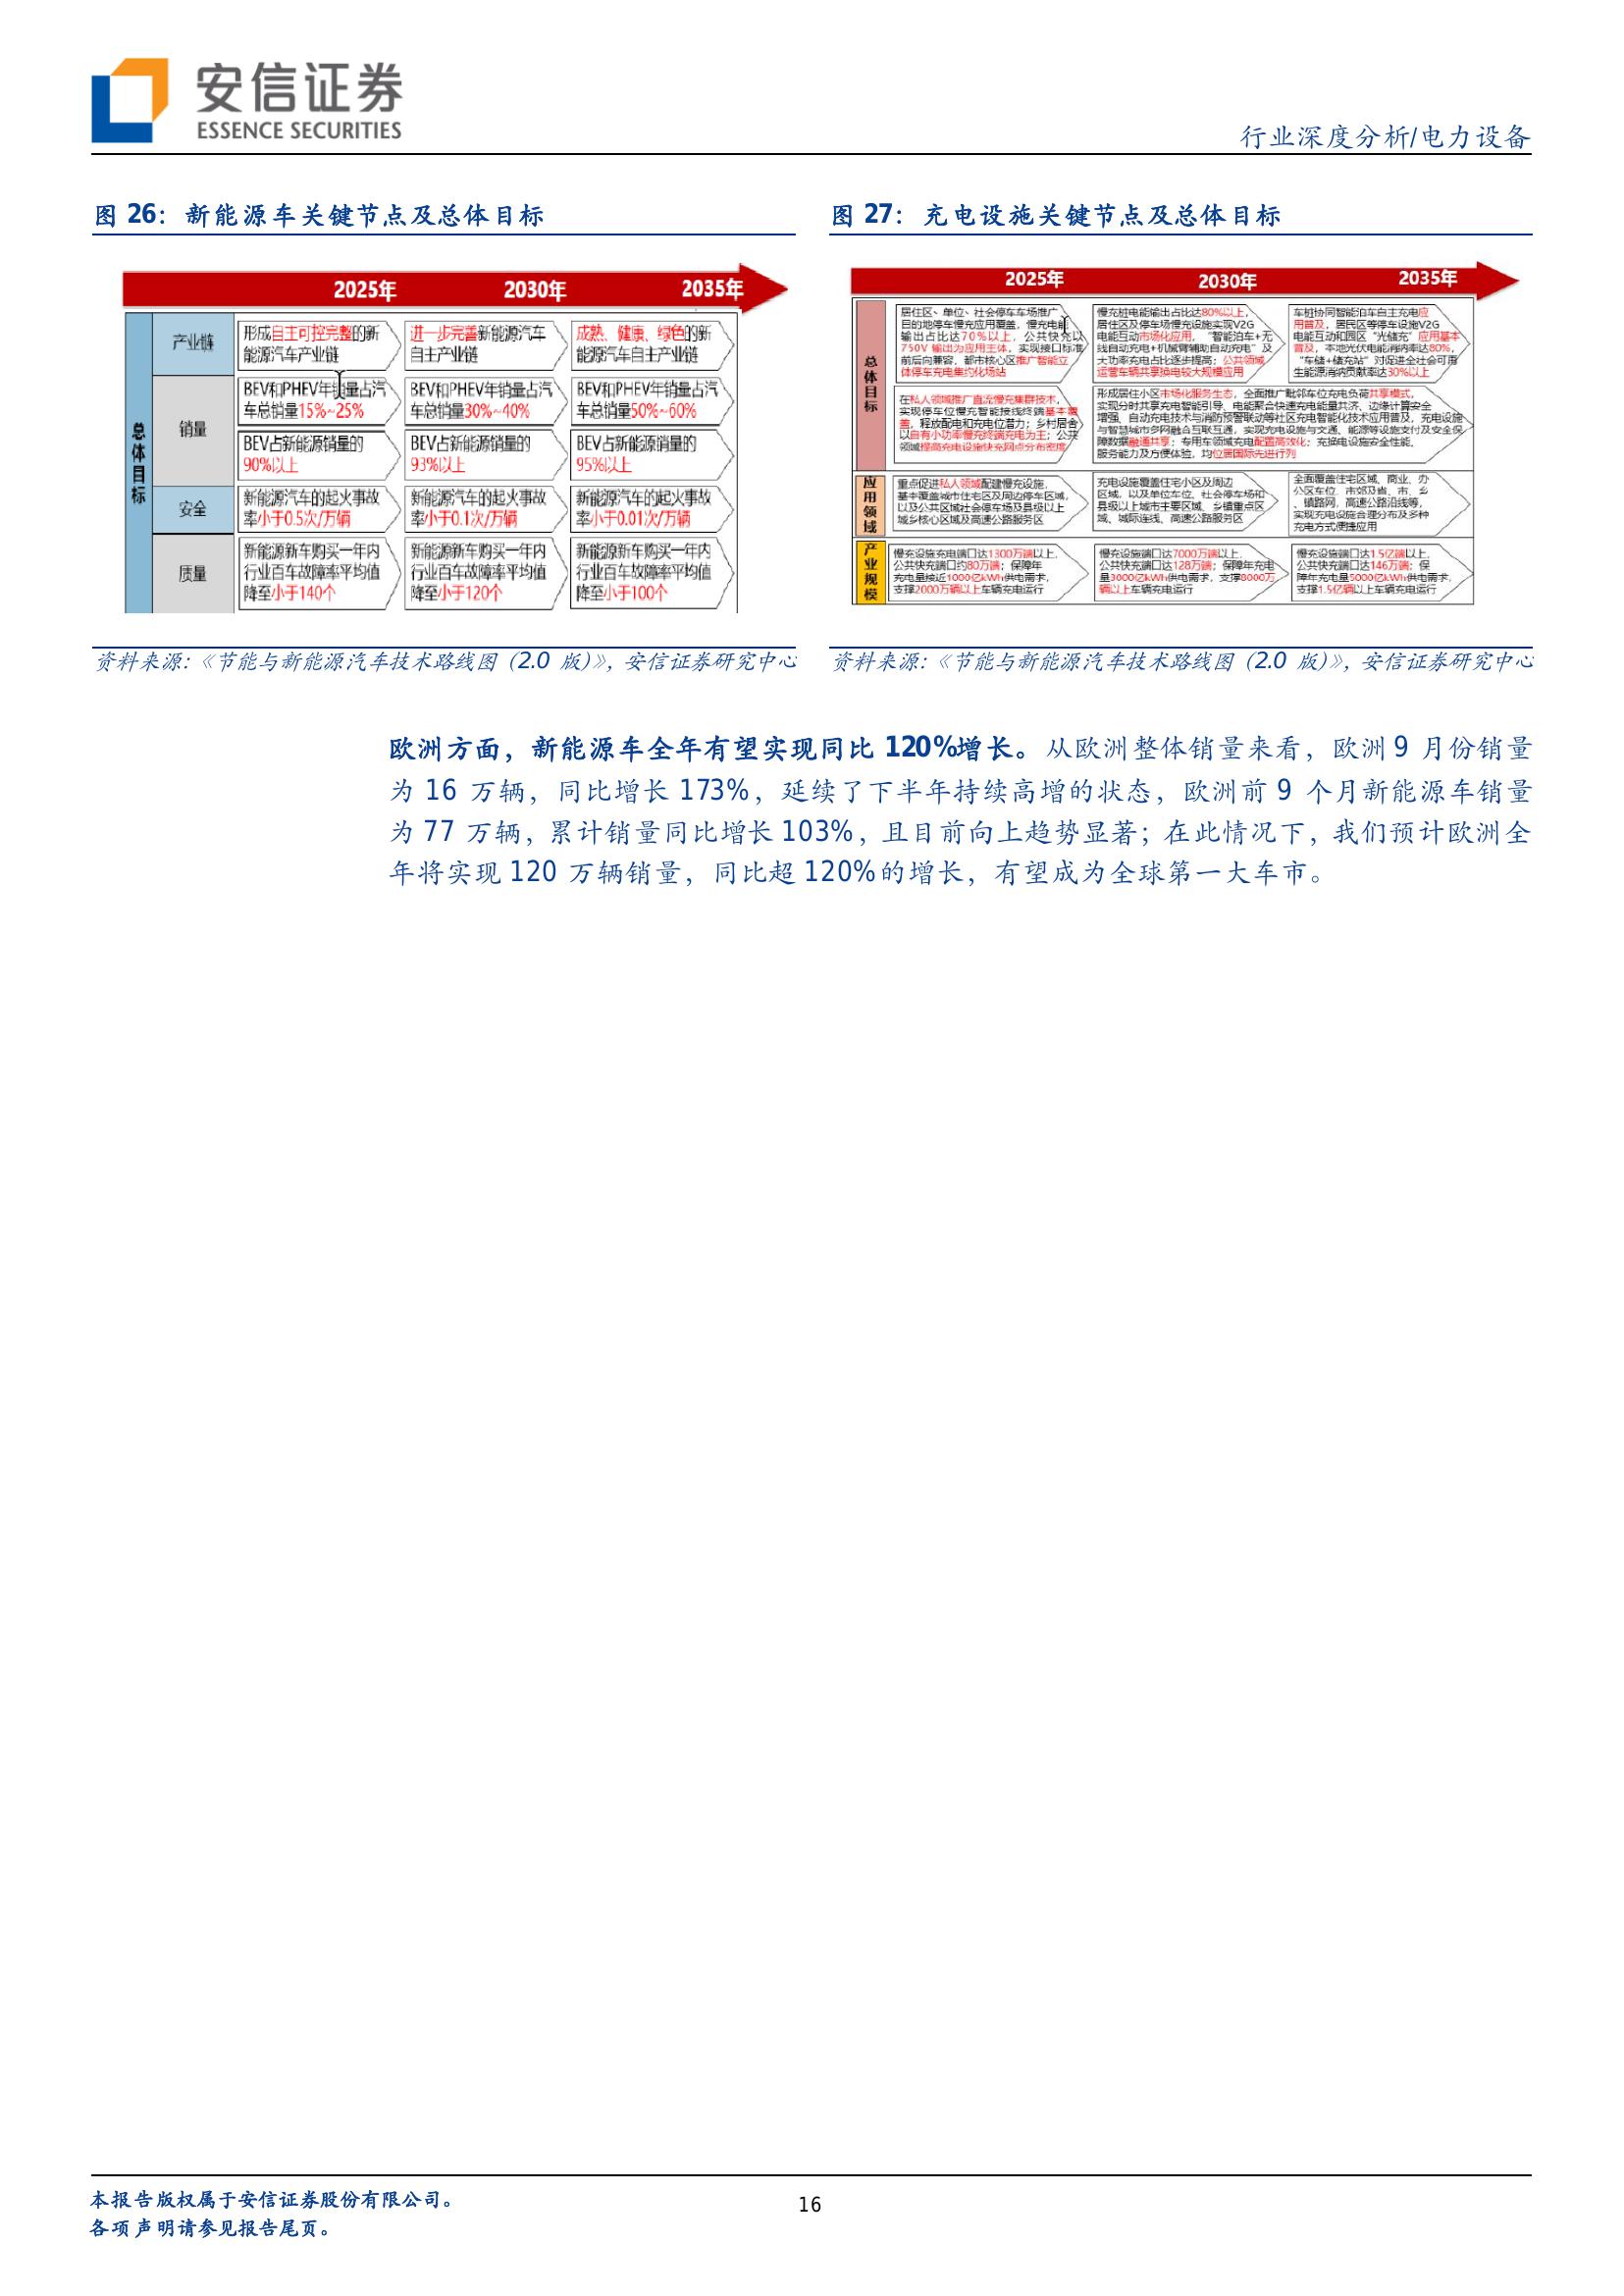 安信证券
ESSENCE SECURITIES
行业深度分析/电力设备
图 26：新能源车关键节点及总体目标
2025年 2030年 2035年
总体目标
产业链
形成自主可控完整的新
能源汽车产业链
进一步完善新能源汽车
自主产业链
成熟、健康、绿色的新
能源汽车自主产业链
销量
BEV和PHEV年销量占汽
车总销量15%~25%
BEV和PHEV年销量占汽
车总销量30%~40%
BEV和PHEV年销量占汽
车总销量50%~60%
BEV占新能源销量的
90%以上
BEV占新能源销量的
93%以上
BEV占新能源销量的
95%以上
安全
新能源汽车的起火事故
率小于0.5次/万辆
新能源汽车的起火事故
率小于0.1次/万辆
新能源汽车的起火事故
率小于0.01次/万辆
质量
新能源新车购买一年内
行业百车故障率平均值
降至小于140个
新能源新车购买一年内
行业百车故障率平均值
降至小于120个
新能源新车购买一年内
行业百车故障率平均值
降至小于100个
资料来源：《节能与新能源汽车技术路线图（2.0 版）》，安信证券研究中心
图 27：充电设施关键节点及总体目标
2025年 2030年 2035年
总体目标
居住区、单位、社会停车车场推广
目的地停车慢充应用覆盖，慢充电能
输出占比达70%以上，公共快充以
750V 输出为应用主体，实现接口标准
前后向兼容，都市核心区推广智能立
体停车充电集约化场站
慢充桩电能输出占比达80%以上，
居住区及停车场慢充设施实现V2G
电能互动市场化应用，“智能泊车+无
线自动充电+机械臂辅助自动充电”及
大功率充电占比逐步提高；公共领域
运营车辆共享换电较大规模应用
车桩协同智能泊车自主充电应
用普及，居民区等停车设施V2G
电能互动和园区“光储充”应用基本
普及，本地光伏电能消纳率达80%，
“车储+储充站”对促进全社会可再
生能源消纳贡献率达30%以上
在私人领域推广直流慢充集群技术，
实现停车位慢充智能接线终端基本覆
盖，释放配电和充电位潜力；乡村居舍
以自有小功率慢充终端充电为主；公共
领域提高充电设施快充网点分布密度
形成居住小区市场化服务生态，全面推广毗邻车位充电负荷共享模式，
实现分时共享充电智能引导、电能聚合快速充电能量共济、边缘计算安全
增强、自动充电技术与消防预警联动等社区充电智能化技术应用普及，充电设施
与智慧城市多网融合互联互通，实现充电设施与交通、能源等设施支付及安全保
障数据融通共享；专用车领域充电配置高效化；充换电设施安全性能、
服务能力及方便体验，均位居国际先进行列
应用领域
重点促进私人领域配建慢充设施，
基本覆盖城市住宅区及周边停车区域，
以及公共区域社会停车场及县级以上
城乡核心区域及高速公路服务区
充电设施覆盖住宅小区及周边
区域，以及单位车位、社会停车场和
县级以上城市主要区域、乡镇重点区
域、城际连线、高速公路服务区
全面覆盖住宅区域、商业、办
公区车位、市郊及省、市、乡
、镇路网，高速公路沿线等，
实现充电设施合理分布及多种
充电方式便捷应用
产业规模
慢充设施充电端口达1300万端以上，
公共快充端口约80万端；保障年
充电量接近1000亿kWh供电需求，
支撑2000万辆以上车辆充电运行
慢充设施端口达7000万端以上，
公共快充端口达128万端；保障年充电
量3000亿kWh供电需求，支撑8000万
辆以上车辆充电运行
慢充设施端口达1.5亿端以上，
公共快充端口达146万端；保
障年充电量5000亿kWh供电需求，
支撑1.5亿辆以上车辆充电运行
资料来源：《节能与新能源汽车技术路线图（2.0 版）》，安信证券研究中心
欧洲方面，新能源车全年有望实现同比 120%增长。从欧洲整体销量来看，欧洲 9 月份销量
为 16 万辆，同比增长 173%，延续了下半年持续高增的状态，欧洲前 9 个月新能源车销量
为 77 万辆，累计销量同比增长 103%，且目前向上趋势显著；在此情况下，我们预计欧洲全
年将实现 120 万辆销量，同比超 120%的增长，有望成为全球第一大车市。
本报告版权属于安信证券股份有限公司。
各项声明请参见报告尾页。
16